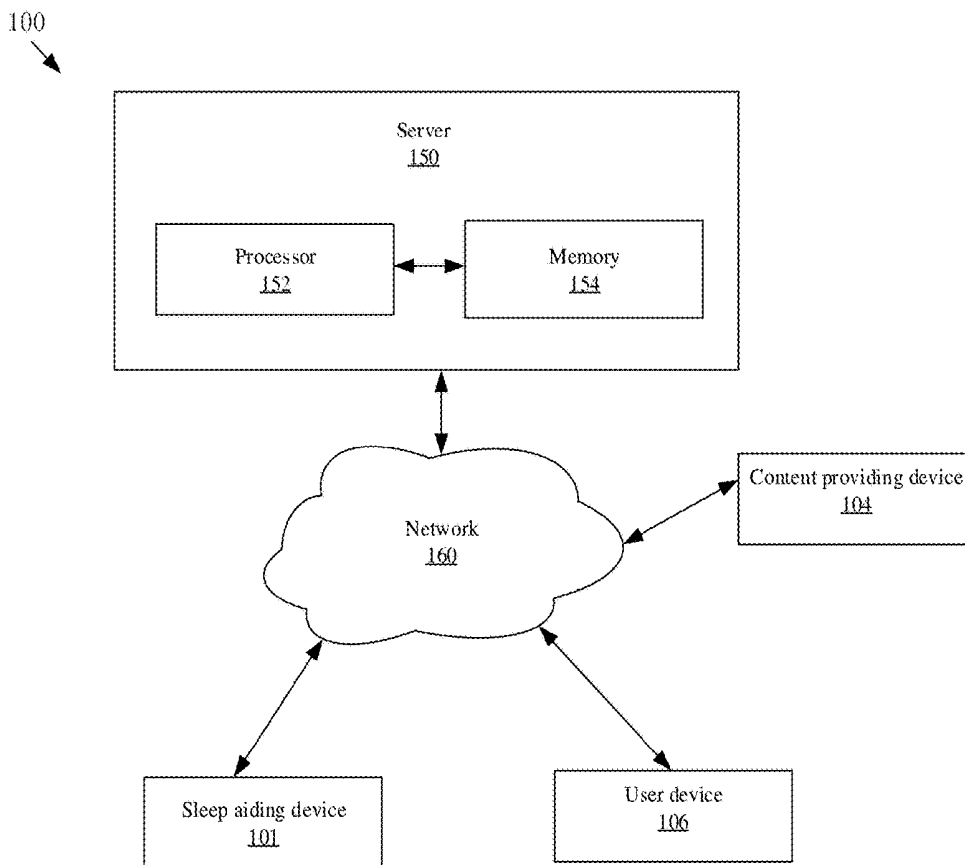 100
Server
150
Processor
152
Memory
154
Network
160
Content providing device
104
Sleep aiding device
101
User device
106